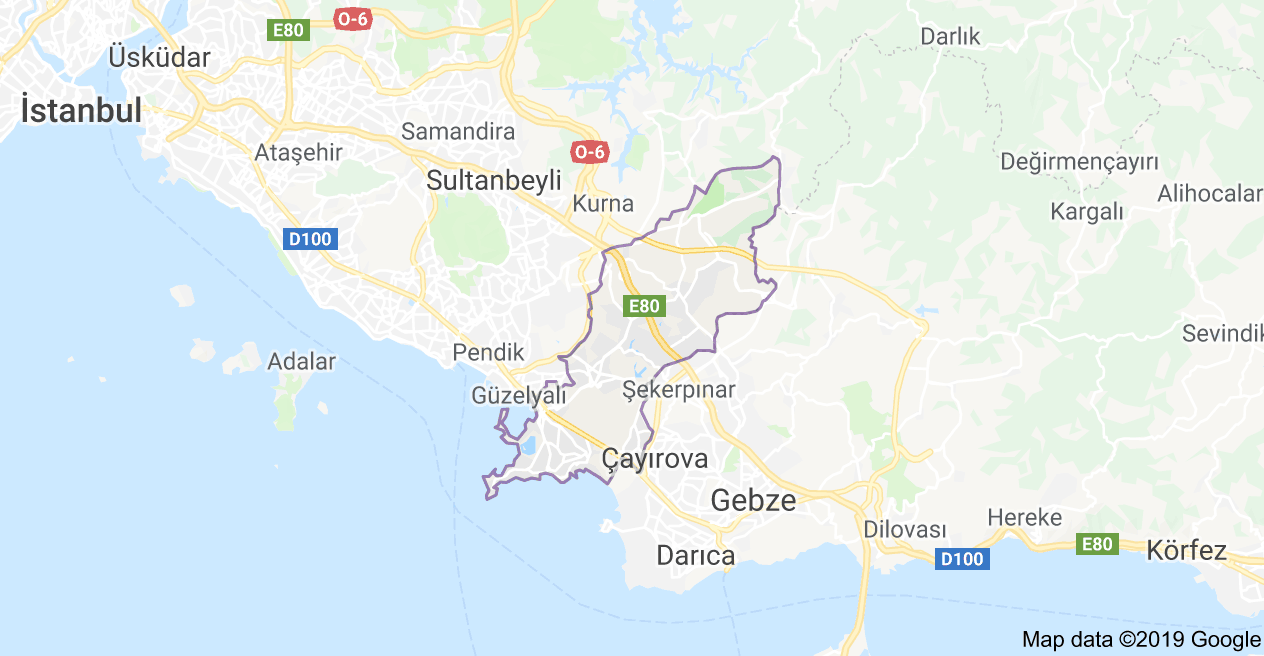 E80
O-6
Darlık
Üsküdar
İstanbul
Samandira
Ataşehir
O-6
Değirmençayırı
Sultanbeyli
Alihocalar
Kurna
Kargalı
D100
E80
Sevindik
Pendik
Adalar
Güzelyalı
Şekerpınar
Çayırova
Gebze
Hereke
Dilovası
E80
Körfez
Darıca
D100
Map data ©2019 Google